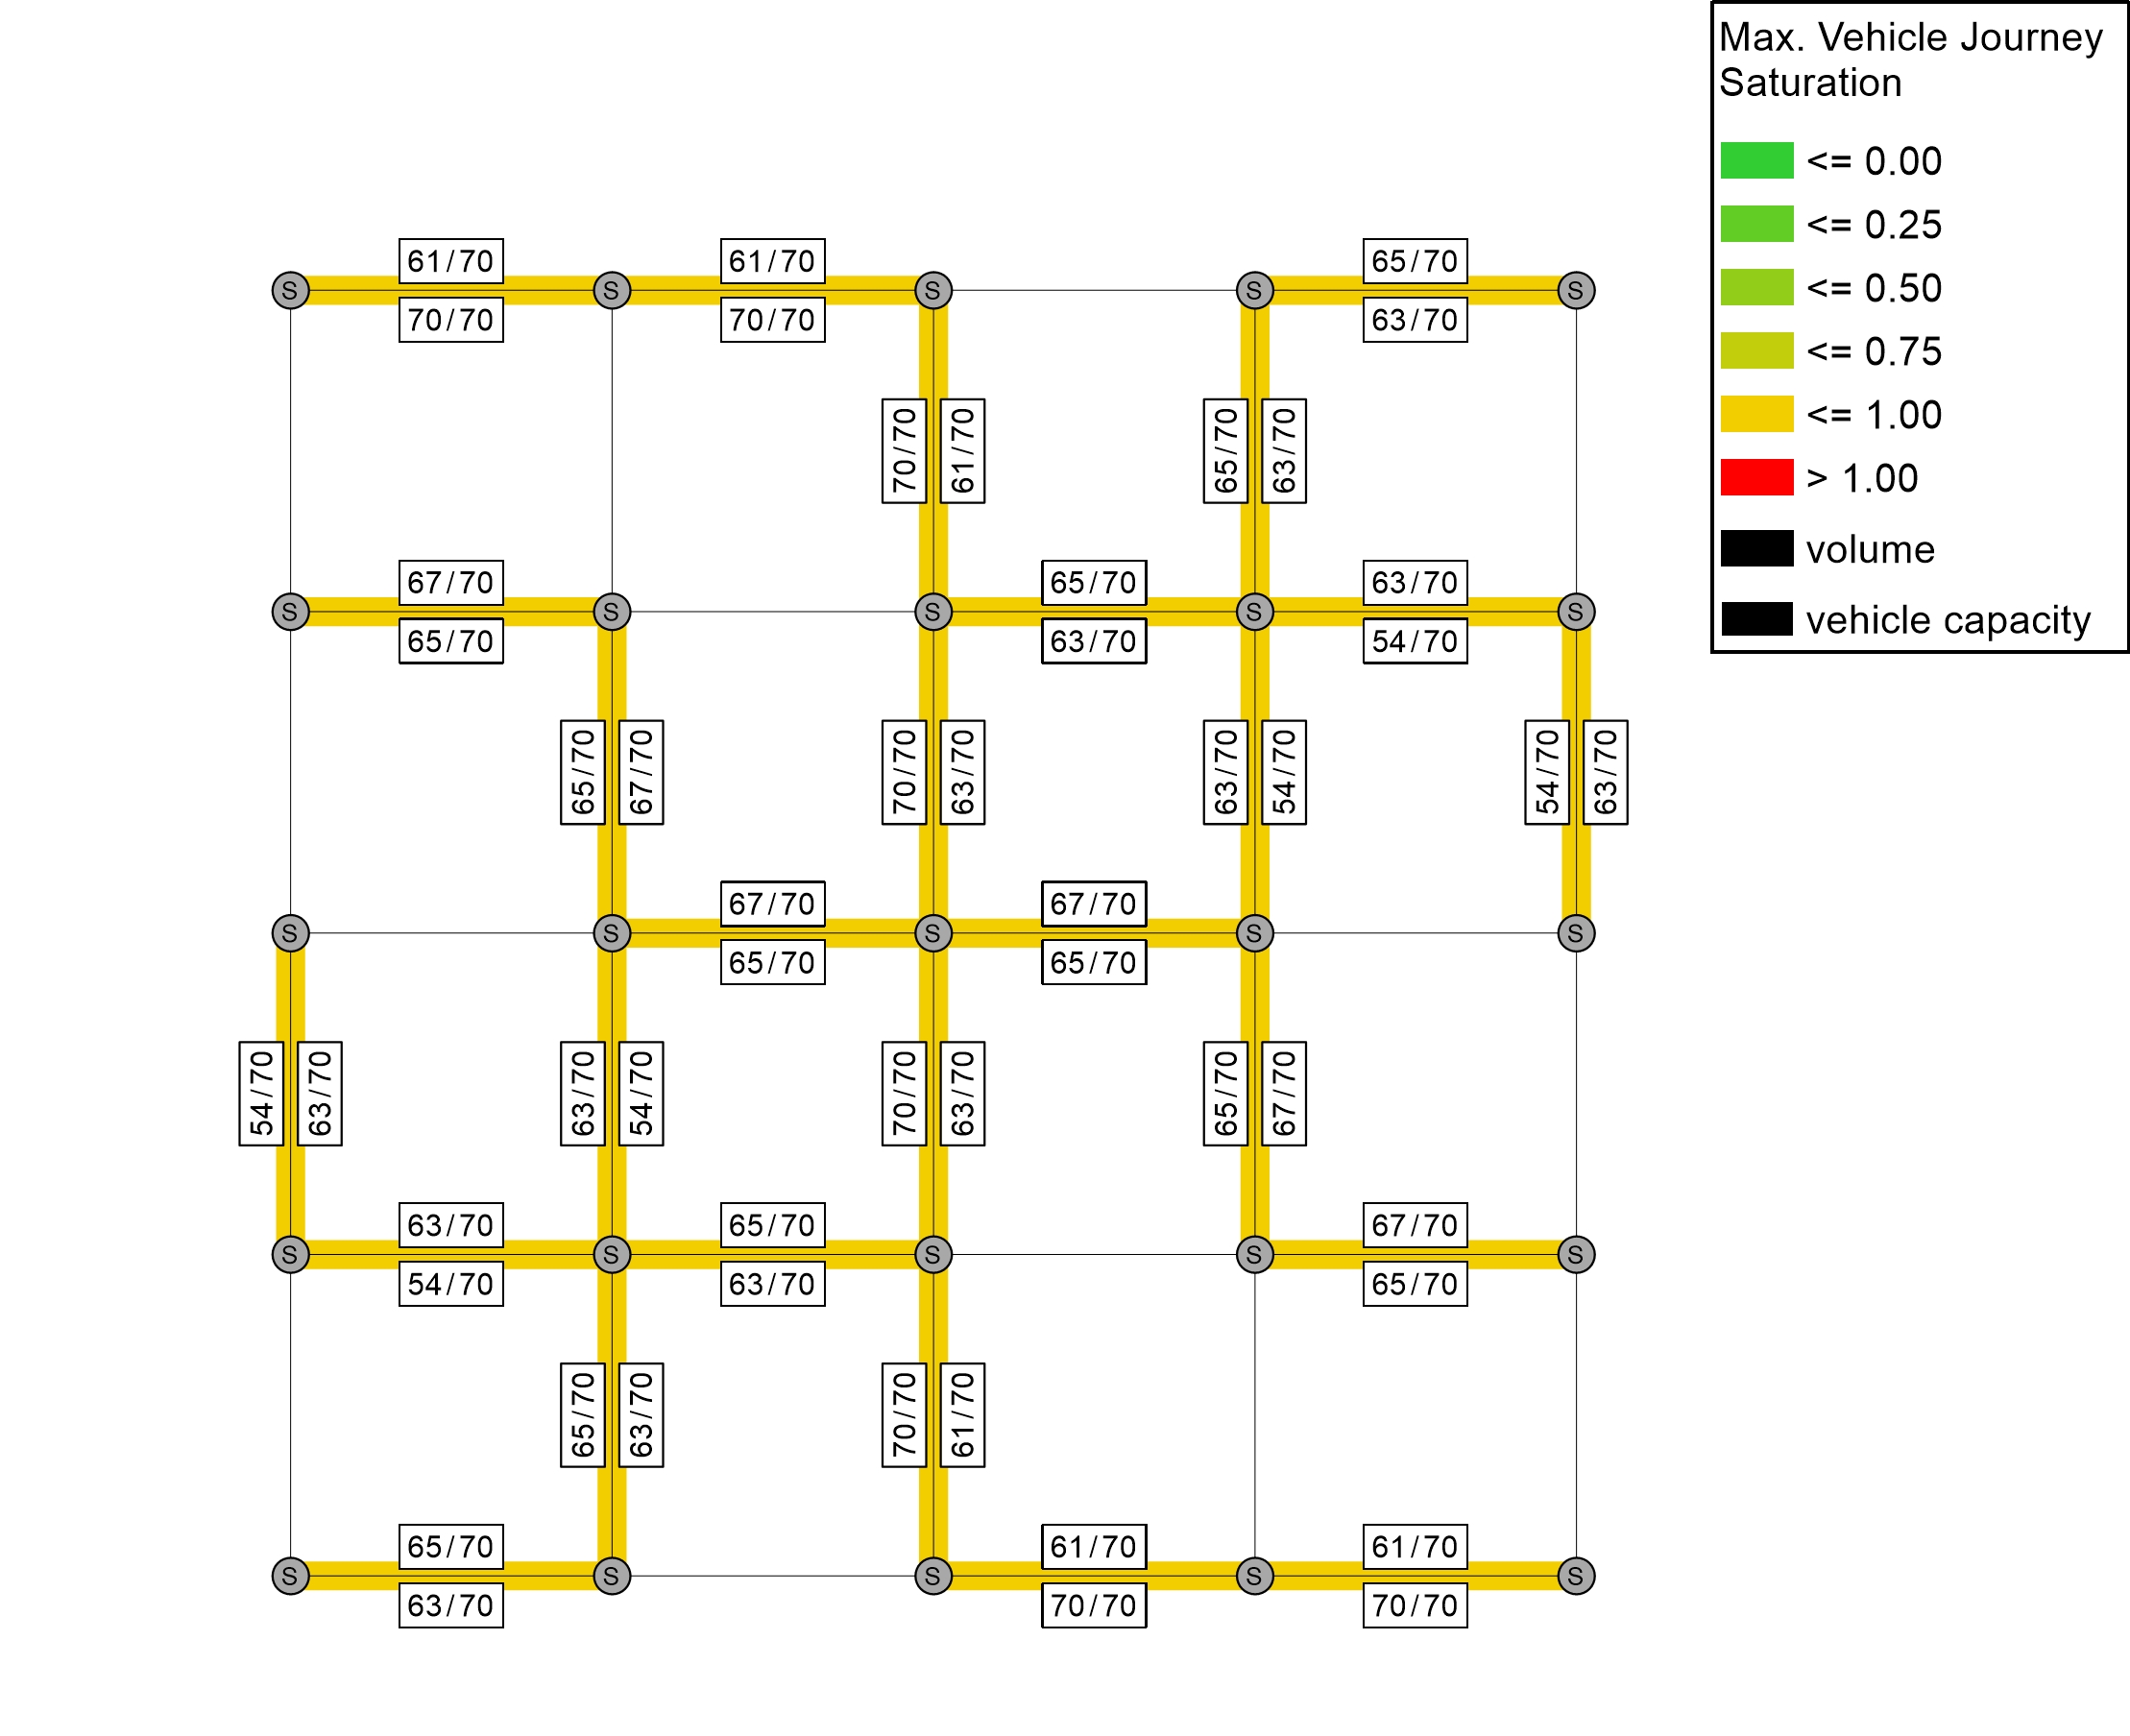 Max. Vehicle Journey
Saturation
<= 0.00
<= 0.25
<= 0.50
<= 0.75
<= 1.00
> 1.00
volume
vehicle capacity
61/70 61/70 65/70
S S S S S
70/70 70/70 63/70
70/70 61/70 65/70 63/70
67/70 65/70 63/70
S S S S S
65/70 63/70 54/70
65/70 67/70 70/70 63/70 63/70 54/70 54/70 63/70
67/70 67/70
S S S S S
65/70 65/70
54/70 63/70 63/70 54/70 70/70 63/70 65/70 67/70
63/70 65/70 67/70
S S S S S
54/70 63/70 65/70
65/70 63/70 70/70 61/70
65/70 61/70 61/70
S S S S S
63/70 70/70 70/70